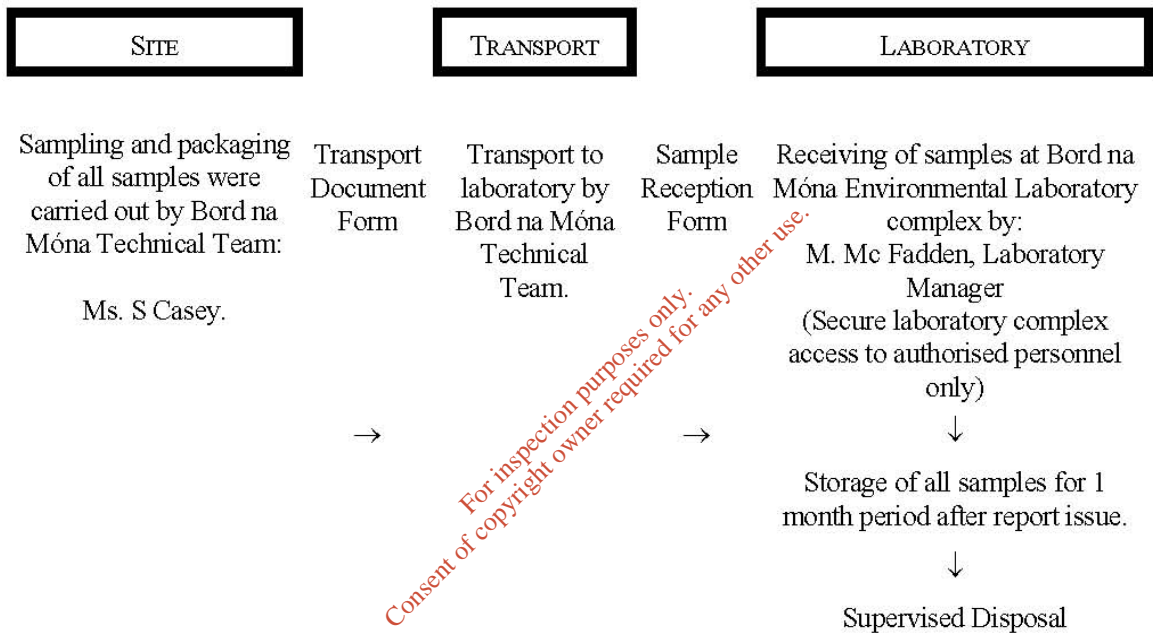 SITE
TRANSPORT
LABORATORY
Sampling and packaging
of all samples were
carried out by Bord na
Móna Technical Team:
Ms. S Casey.
Transport
Document
Form
→
Transport to
laboratory by
Bord na Móna
Technical
Team.
Sample
Reception
Form
→
Receiving of samples at Bord na
Móna Environmental Laboratory
complex by:
M. Mc Fadden, Laboratory
Manager
(Secure laboratory complex
access to authorised personnel
only)
↓
Storage of all samples for 1
month period after report issue.
↓
Supervised Disposal
For inspection purposes only.
Consent of copyright owner required for any other use.